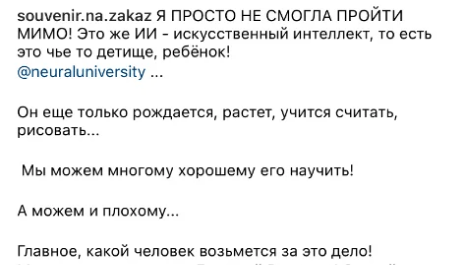 souvenir.na.zakaz Я ПРОСТО НЕ СМОГЛА ПРОЙТИ
МИМО! Это же ИИ - искусственный интеллект, то есть
это чье то детище, ребёнок!
@neuraluniversity ...
Он еще только рождается, растет, учится считать,
рисовать...
Мы можем многому хорошему его научить!
А можем и плохому...
Главное, какой человек возьмется за это дело!